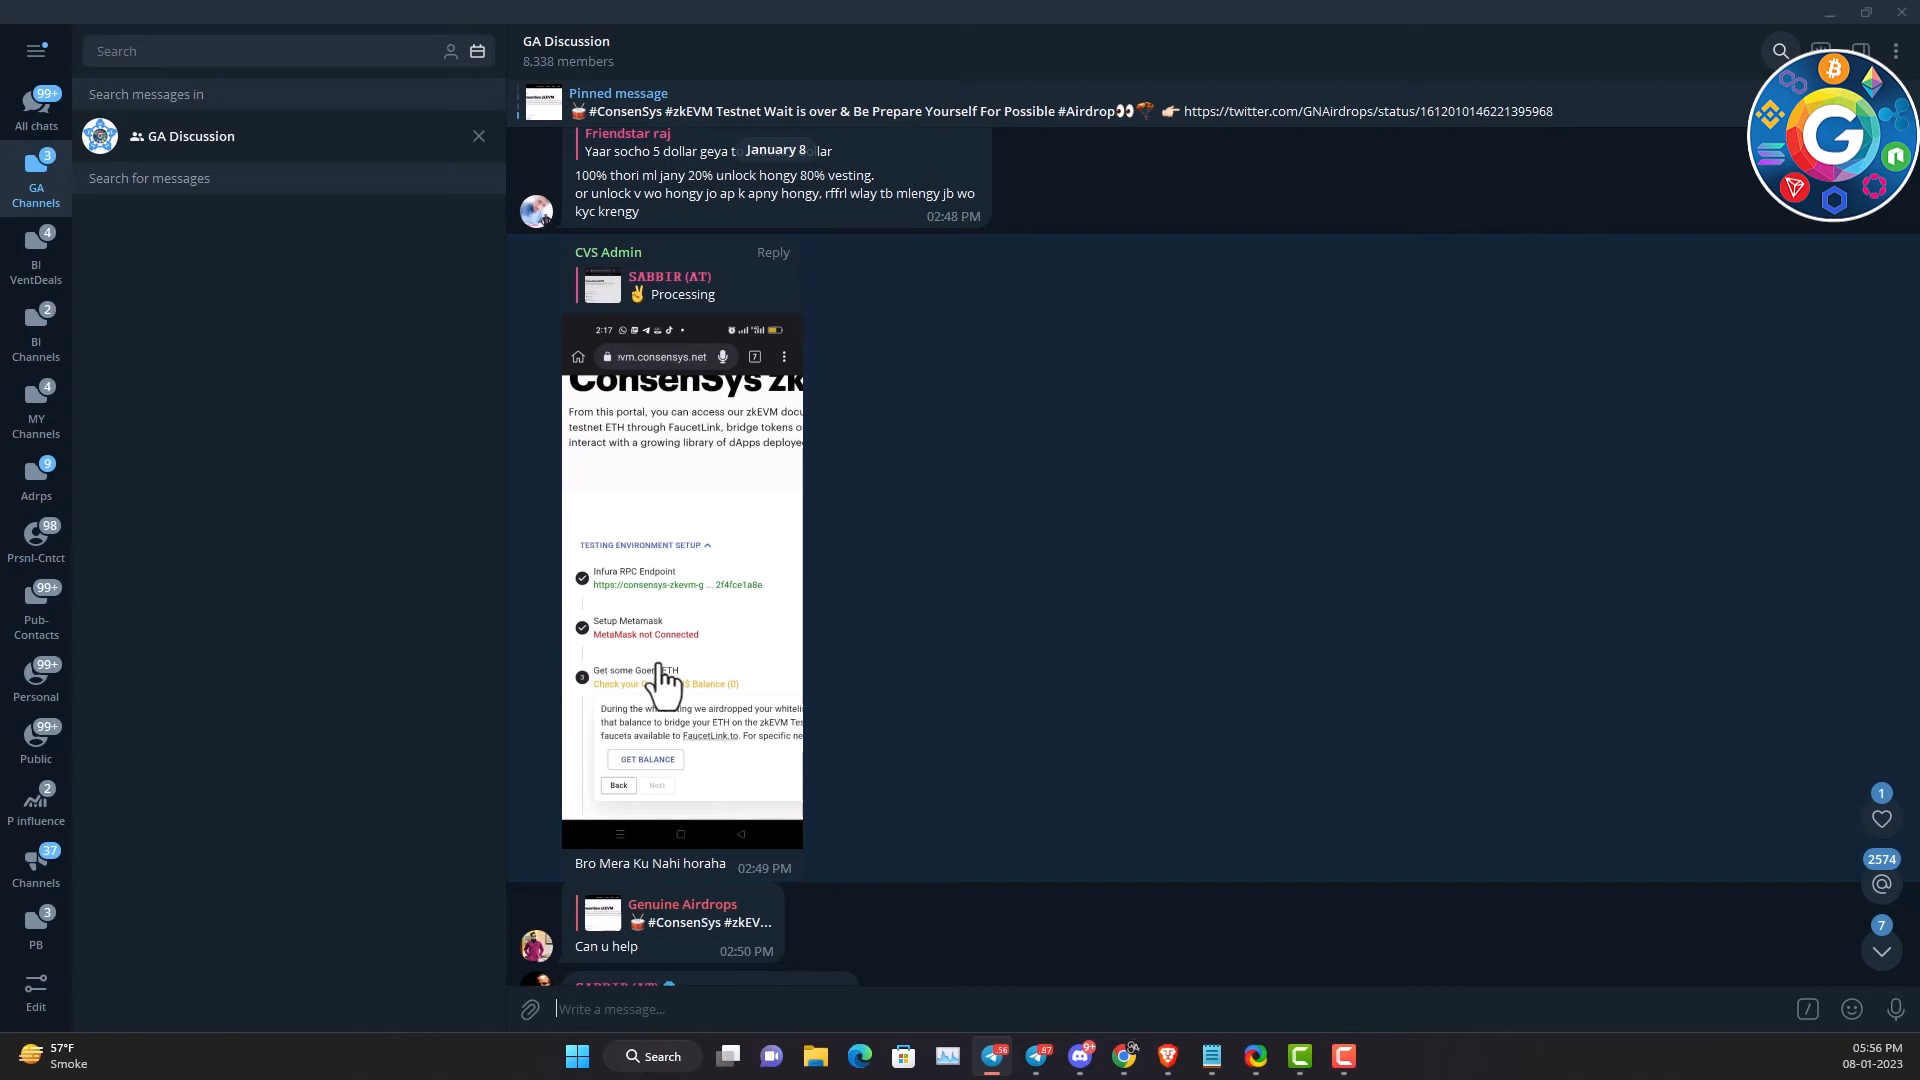 Search
GA Discussion
8,338 members
Search messages in
GA Discussion
Search for messages
99+
All chats
3
GA
Channels
4
BI
VentDeals
2
BI
Channels
4
MY
Channels
9
Adrps
98
Prsnl-Cntct
99+
Pub-
Contacts
99+
Personal
99+
Public
2
P influence
37
Channels
3
PB
Edit
Pinned message
#ConsenSys #zkEVM Testnet Wait is over & Be Prepare Yourself For Possible #Airdrop https://twitter.com/GNAirdrops/status/1612010146221395968
Friendstar raj
Yaar socho 5 dollar geya
January 8
100% thori ml jany 20% unlock hongy 80% vesting.
or unlock v wo hongy jo ap k apny hongy, rffrl wlay tb mlengy jb wo
kyc krengy
02:48 PM
CVS Admin
Reply
SABBIR (AT)
Processing
2:17
evm.consensys.net
7
ConsenSys zk
From this portal, you can access our zkEVM docu
testnet ETH through FaucetLink, bridge tokens o
interact with a growing library of dApps deploye
TESTING ENVIRONMENT SETUP
Infura RPC Endpoint
https://consensys-zkevm-g ... 2f4fce1a8e
Setup Metamask
MetaMask not Connected
3
Get some Goer ETH
Check your $ Balance (0)
During the wh ing we airdropped your whiteli
that balance to bridge your ETH on the zkEVM Tes
faucets available to FaucetLink.to. For specific ne
GET BALANCE
Back
Next
Bro Mera Ku Nahi horaha
02:49 PM
Genuine Airdrops
#ConsenSys #zkEV...
Can u help
02:50 PM
SABBIR (AT)
1
2574
7
Write a message...
G
57°F
Smoke
Search
56
87
9+
05:56 PM
08-01-2023